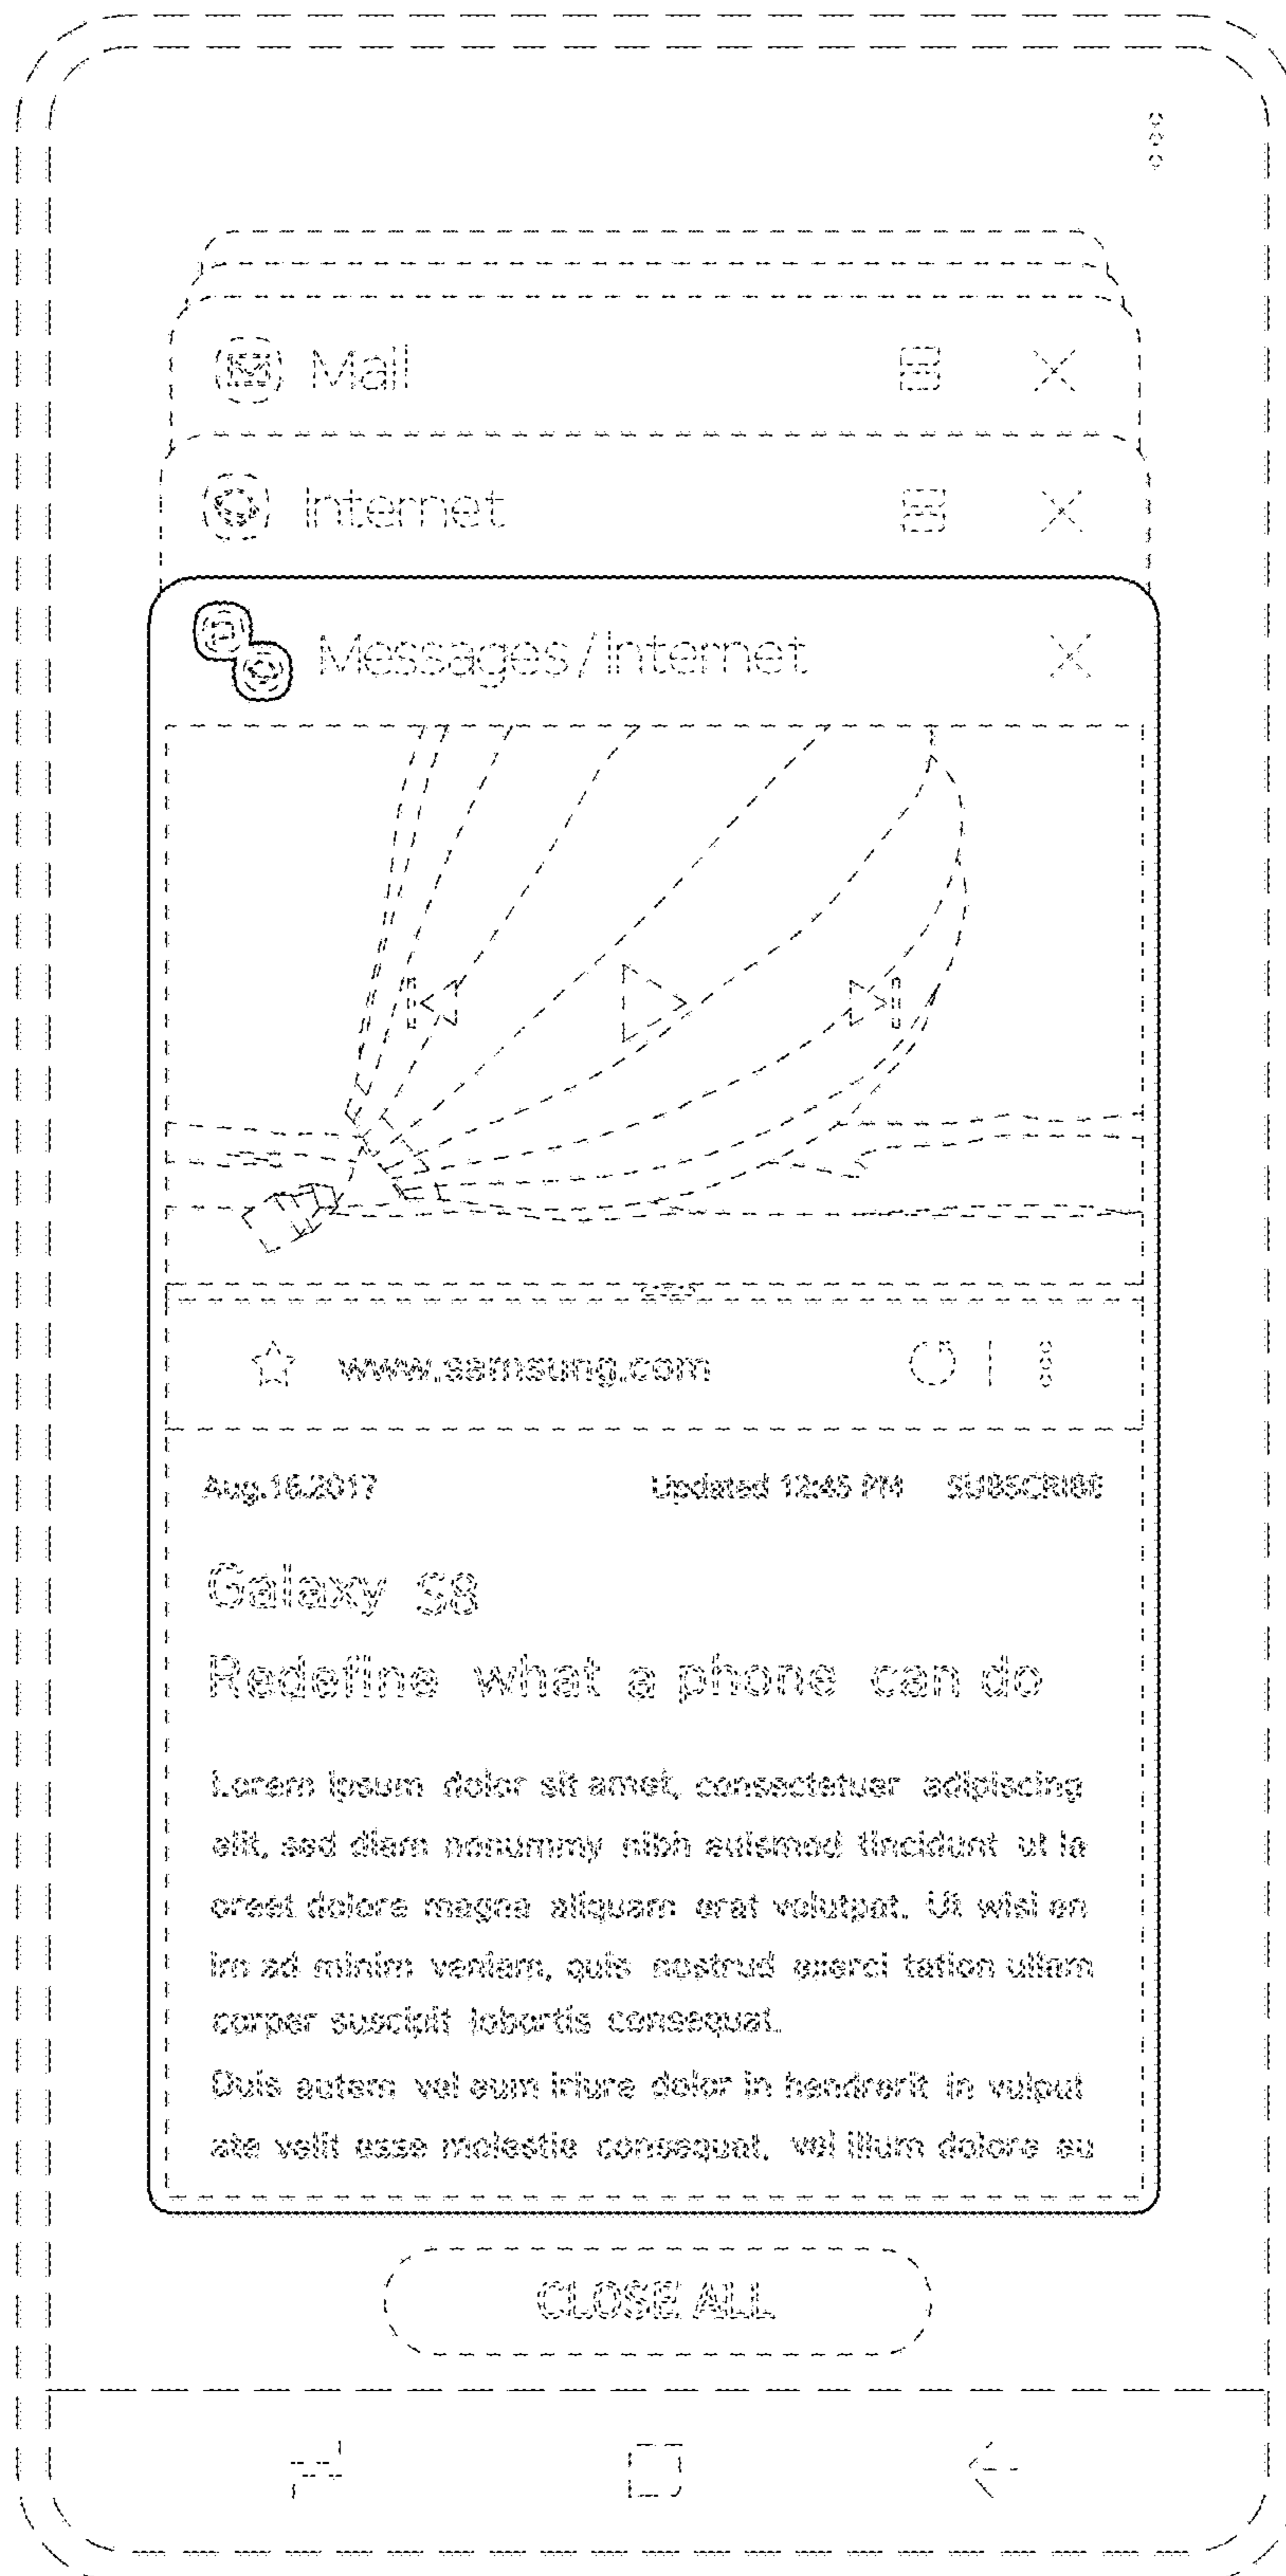 Mail
Internet
Messages/Internet
www.samsung.com
Aug.16.2017 Updated 12:45 PM SUBSCRIBE
Galaxy S8
Redefine what a phone can do
Lorem ipsum dolor sit amet, consectetuer adipiscing
elit, sed diam nonummy nibh euismod tincidunt ut la
oreet dolore magna aliquam erat volutpat. Ut wisi en
im ad minim veniam, quis nostrud exerci tation ullam
corper suscipit lobortis consequat.
Duis autem vel eum iriure dolor in hendrerit in vulput
ate velit esse molestie consequat, vel illum dolore eu
CLOSE ALL